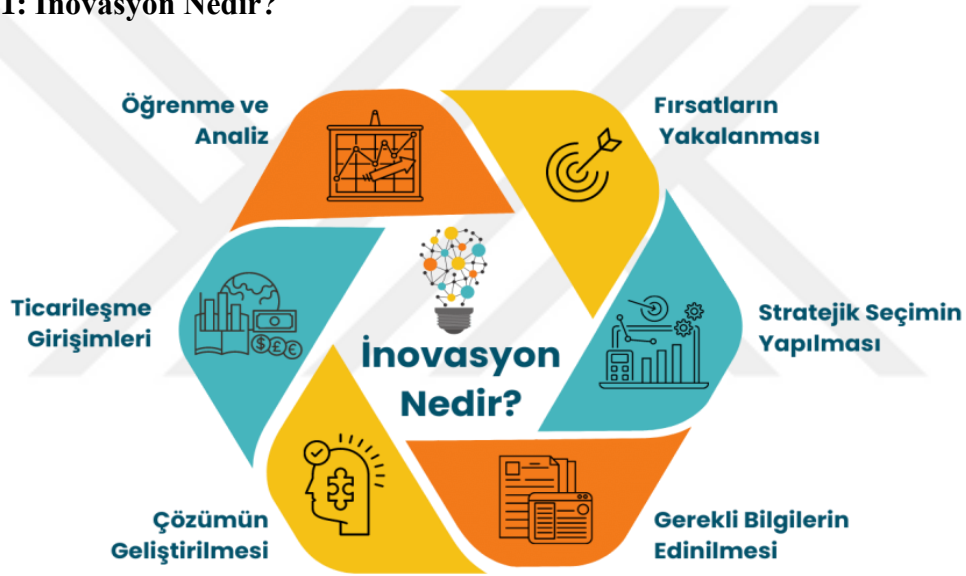 1: İnovasyon Nedir?
Öğrenme ve
Analiz
Fırsatların
Yakalanması
Ticarileşme
Girişimleri
Stratejik Seçimin
Yapılması
İnovasyon
Nedir?
Çözümün
Geliştirilmesi
Gerekli Bilgilerin
Edinilmesi
$££